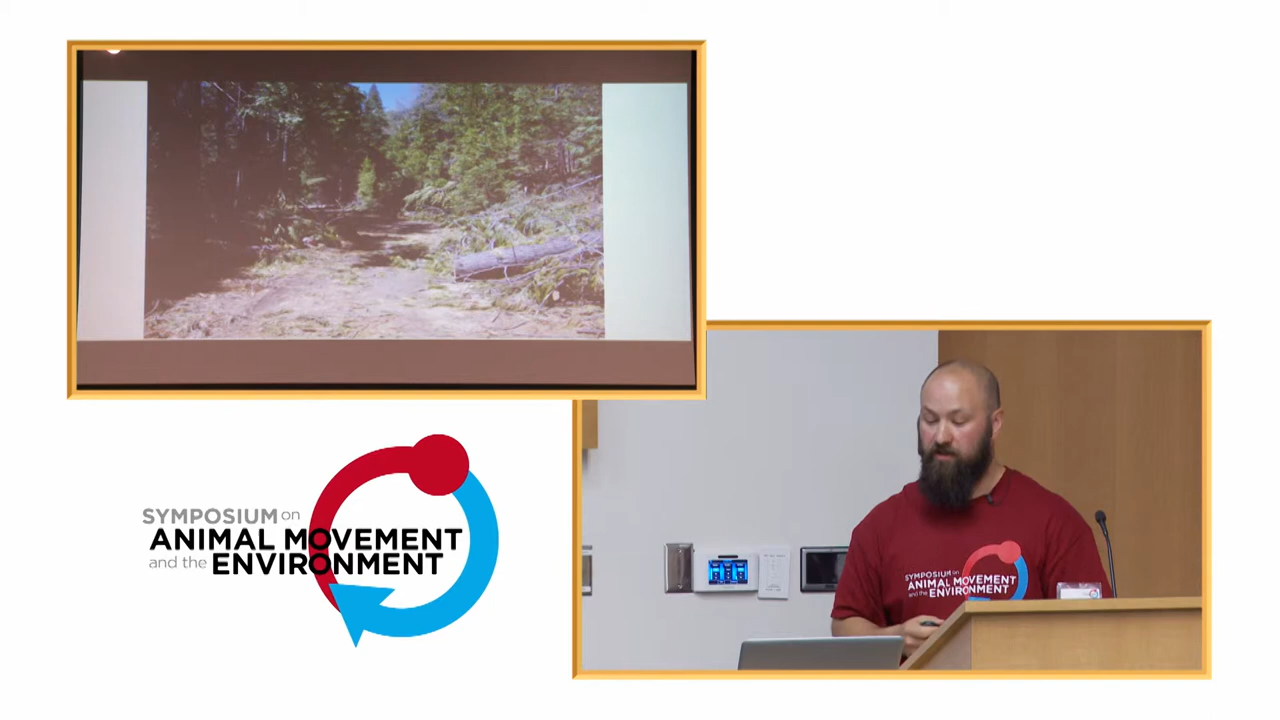 SYMPOSIUM on
ANIMAL MOVEMENT
and the ENVIRONMENT
SYMPOSIUM on
ANIMAL MOVEMENT
and the ENVIRONMENT